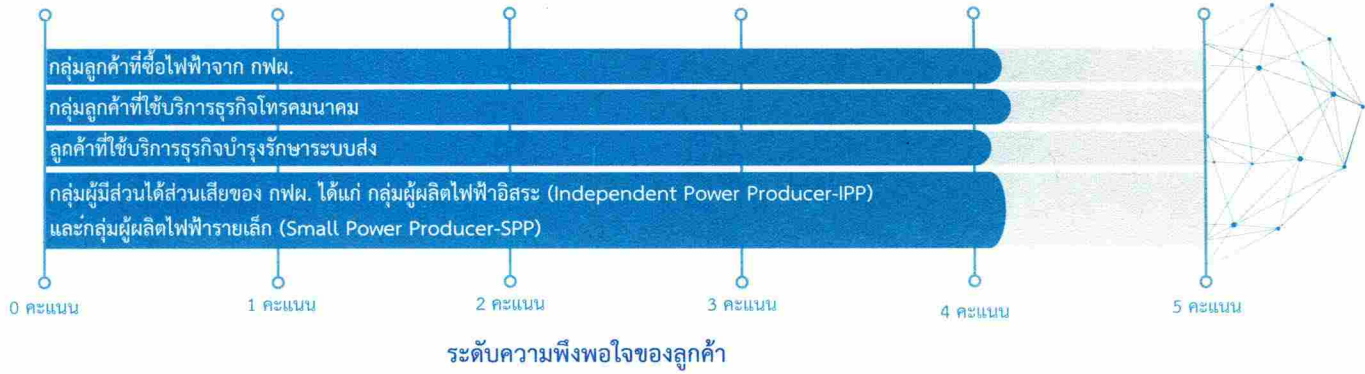 กลุ่มลูกค้าที่ซื้อไฟฟ้าจาก กฟผ.
กลุ่มลูกค้าที่ใช้บริการธุรกิจโทรคมนาคม
ลูกค้าที่ใช้บริการธุรกิจบำรุงรักษาระบบส่ง
กลุ่มผู้มีส่วนได้ส่วนเสียของ กฟผ. ได้แก่ กลุ่มผู้ผลิตไฟฟ้าอิสระ (Independent Power Producer-IPP)
และกลุ่มผู้ผลิตไฟฟ้ารายเล็ก (Small Power Producer-SPP)
0 คะแนน 1 คะแนน 2 คะแนน 3 คะแนน 4 คะแนน 5 คะแนน
ระดับความพึงพอใจของลูกค้า